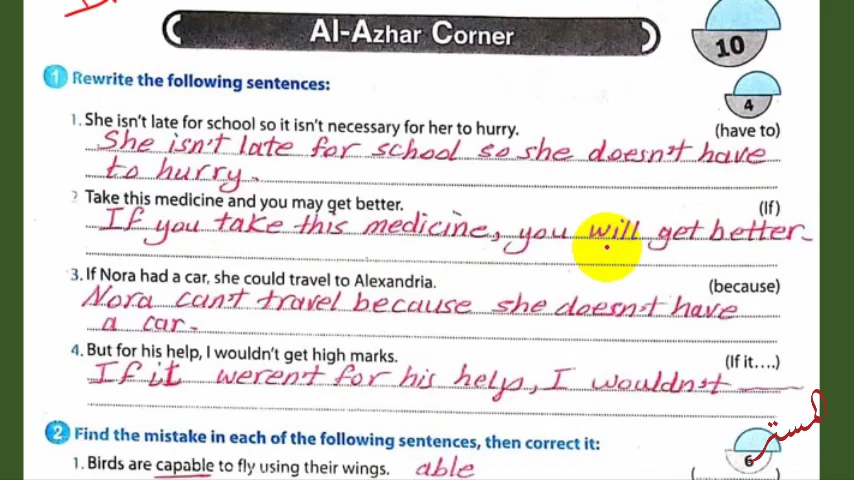 Al-Azhar Corner
10
1 Rewrite the following sentences:
4
1. She isn't late for school so it isn't necessary for her to hurry. (have to)
She isn't late for school so she doesn't have
to hurry.
2 Take this medicine and you may get better. (If)
If you take this medicine, you will get better.
3. If Nora had a car, she could travel to Alexandria. (because)
Nora can't travel because she doesn't have
a car.
4. But for his help, I wouldn't get high marks. (If it....)
If it weren't for his help, I wouldn't
المستر
2 Find the mistake in each of the following sentences, then correct it:
6
1. Birds are capable to fly using their wings. able (